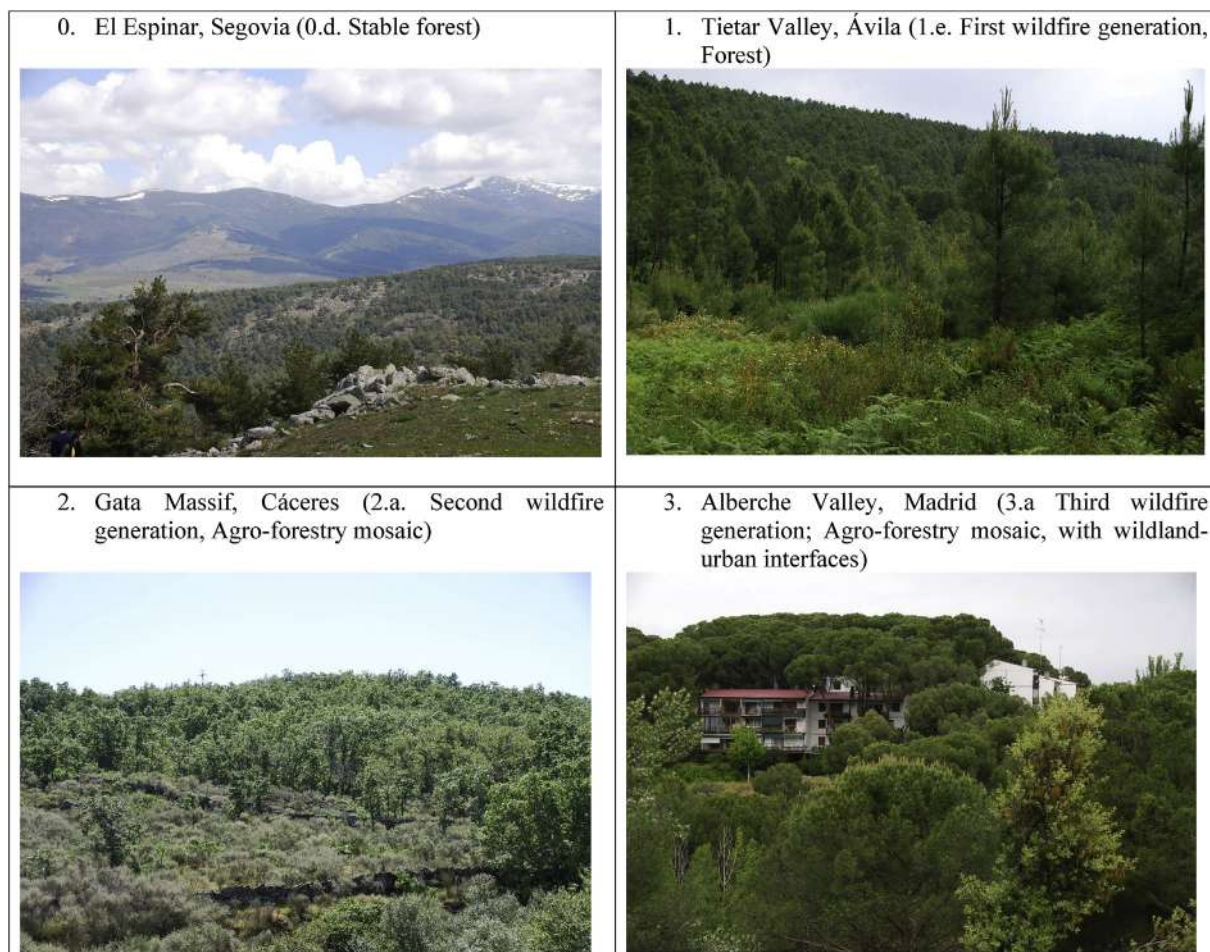 0. El Espinar, Segovia (0.d. Stable forest)
1. Tietar Valley, Ávila (1.e. First wildfire generation,
Forest)
2. Gata Massif, Cáceres (2.a. Second wildfire
generation, Agro-forestry mosaic)
3. Alberche Valley, Madrid (3.a Third wildfire
generation; Agro-forestry mosaic, with wildland-
urban interfaces)